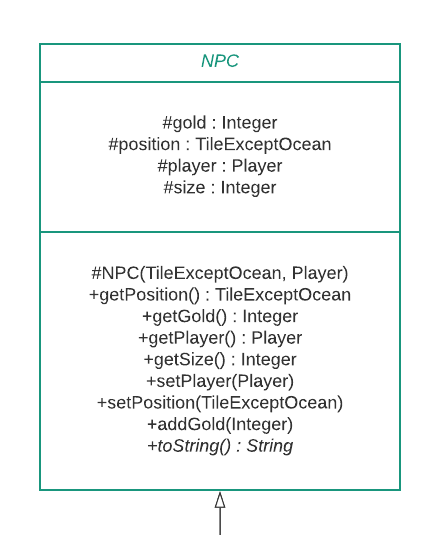 NPC
#gold : Integer
#position : TileExceptOcean
#player : Player
#size : Integer
#NPC(TileExceptOcean, Player)
+getPosition() : TileExceptOcean
+getGold() : Integer
+getPlayer() : Player
+getSize() : Integer
+setPlayer(Player)
+setPosition(TileExceptOcean)
+addGold(Integer)
+toString() : String